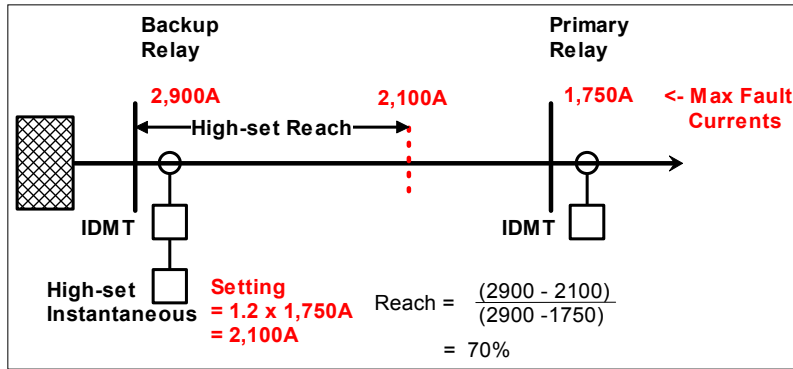 Backup
Relay
Primary
Relay
2,900A
2,100A
1,750A
<- Max Fault
Currents
High-set Reach
IDMT
IDMT
High-set
Instantaneous
Setting
= 1.2 x 1,750A
= 2,100A
Reach = (2900 - 2100)
(2900 -1750)
= 70%